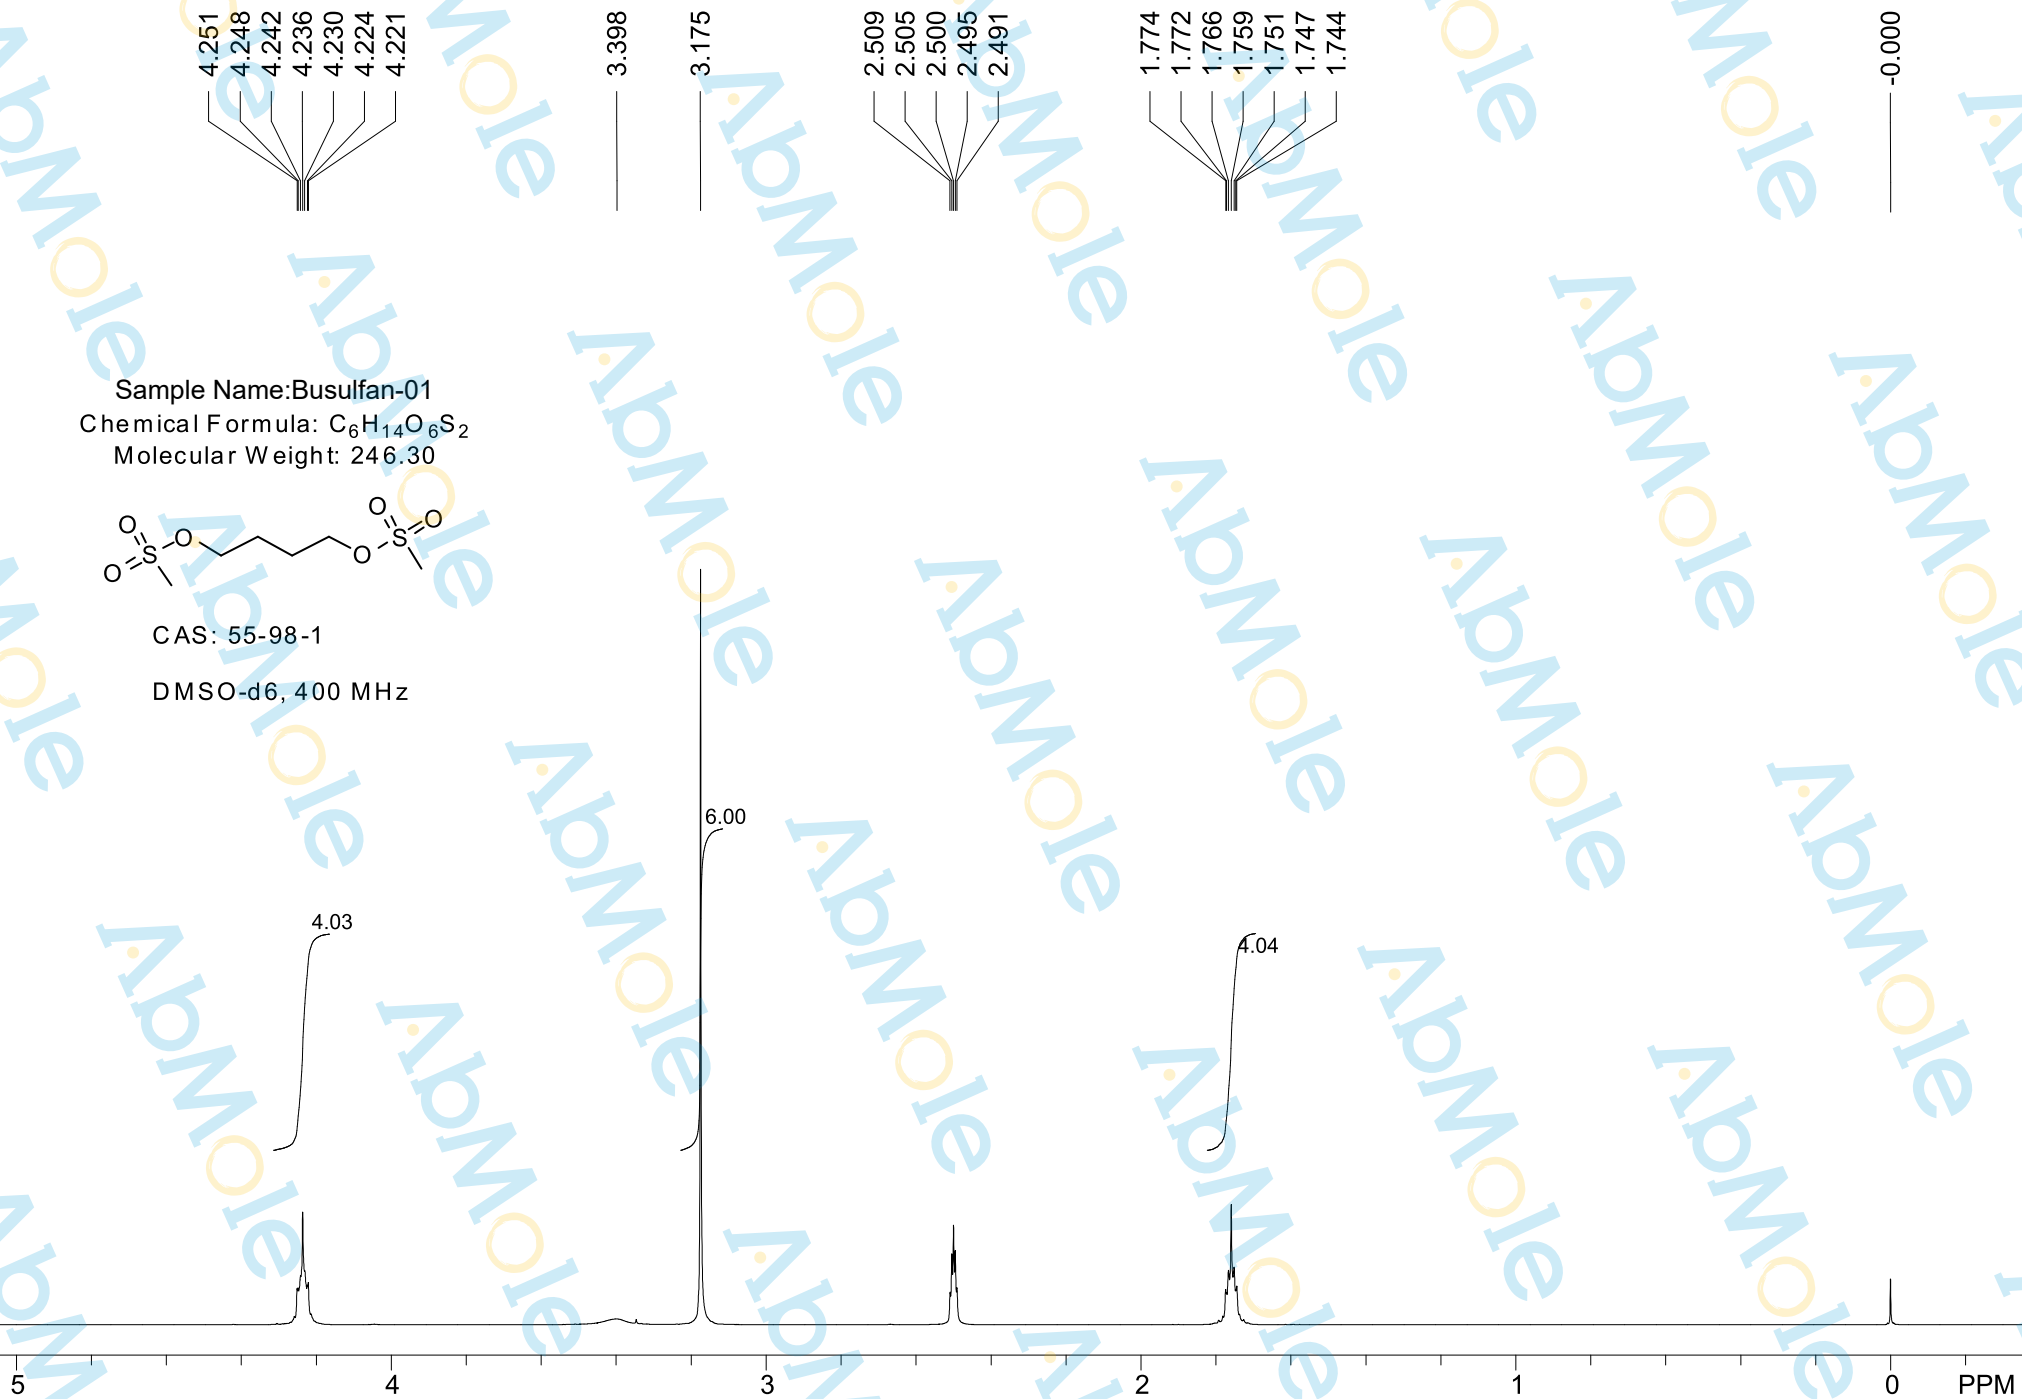 4.251
4.248
4.242
4.236
4.230
4.224
4.221
3.398
3.175
2.509
2.505
2.500
2.495
2.491
1.774
1.772
1.766
1.759
1.751
1.747
1.744
-0.000
Sample Name:Busulfan-01
Chemical Formula: C6H14O6S2
Molecular Weight: 246.30
O
O
O
S
O
O
S
O
CAS: 55-98-1
DMSO-d6, 400 MHz
6.00
4.03
4.04
5 4 3 2 1 0 PPM
AbMole